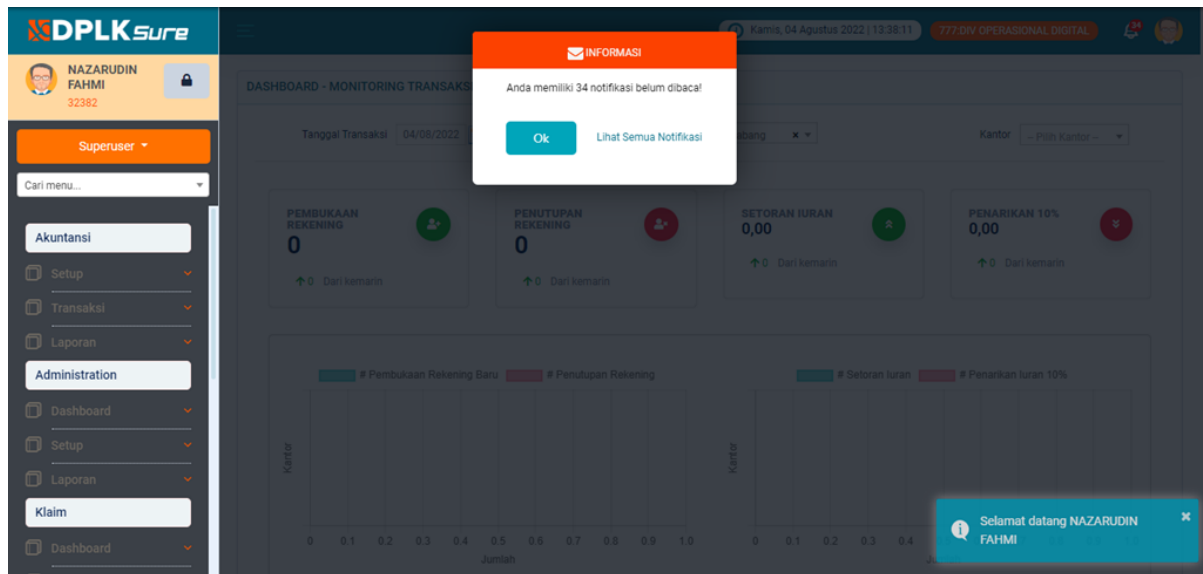 DPLKSure
NAZARUDIN
FAHMI
32382
Superuser
Cari menu...
Akuntansi
Setup
Transaksi
Laporan
Administration
Dashboard
Setup
Laporan
Klaim
Dashboard
Kamis, 04 Agustus 2022 | 13:38:11
777:DIV OPERASIONAL DIGITAL
34
INFORMASI
Anda memiliki 34 notifikasi belum dibaca!
Ok
Lihat Semua Notifikasi
DASHBOARD - MONITORING TRANSAKS
Tanggal Transaksi
04/08/2022
abang
Kantor
-- Pilih Kantor --
PEMBUKAAN
REKENING
0
0 Dari kemarin
PENUTUPAN
REKENING
0
0 Dari kemarin
SETORAN IURAN
0,00
0 Dari kemarin
PENARIKAN 10%
0,00
0 Dari kemarin
# Pembukaan Rekening Baru
# Penutupan Rekening
Kantor
0 0.1 0.2 0.3 0.4 0.5 0.6 0.7 0.8 0.9 1.0
Jumlah
# Setoran Iuran
# Penarikan Iuran 10%
Kantor
0 0.1 0.2 0.3 0.4
Selamat datang NAZARUDIN
FAHMI